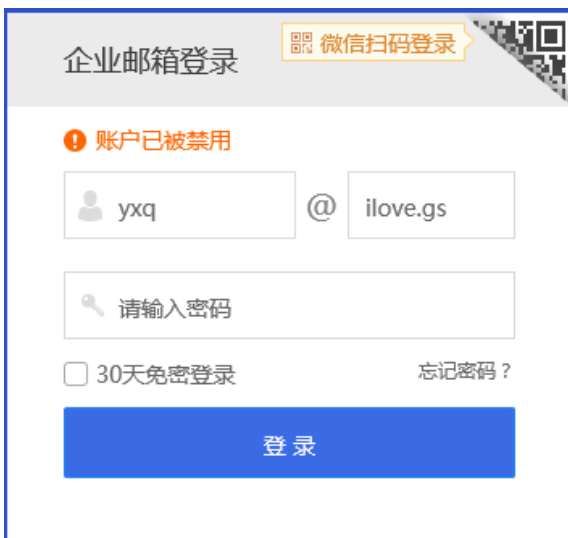 微信扫码登录
企业邮箱登录
账户已被禁用
yxq @ ilove.gs
请输入密码
30天免密登录 忘记密码？
登 录